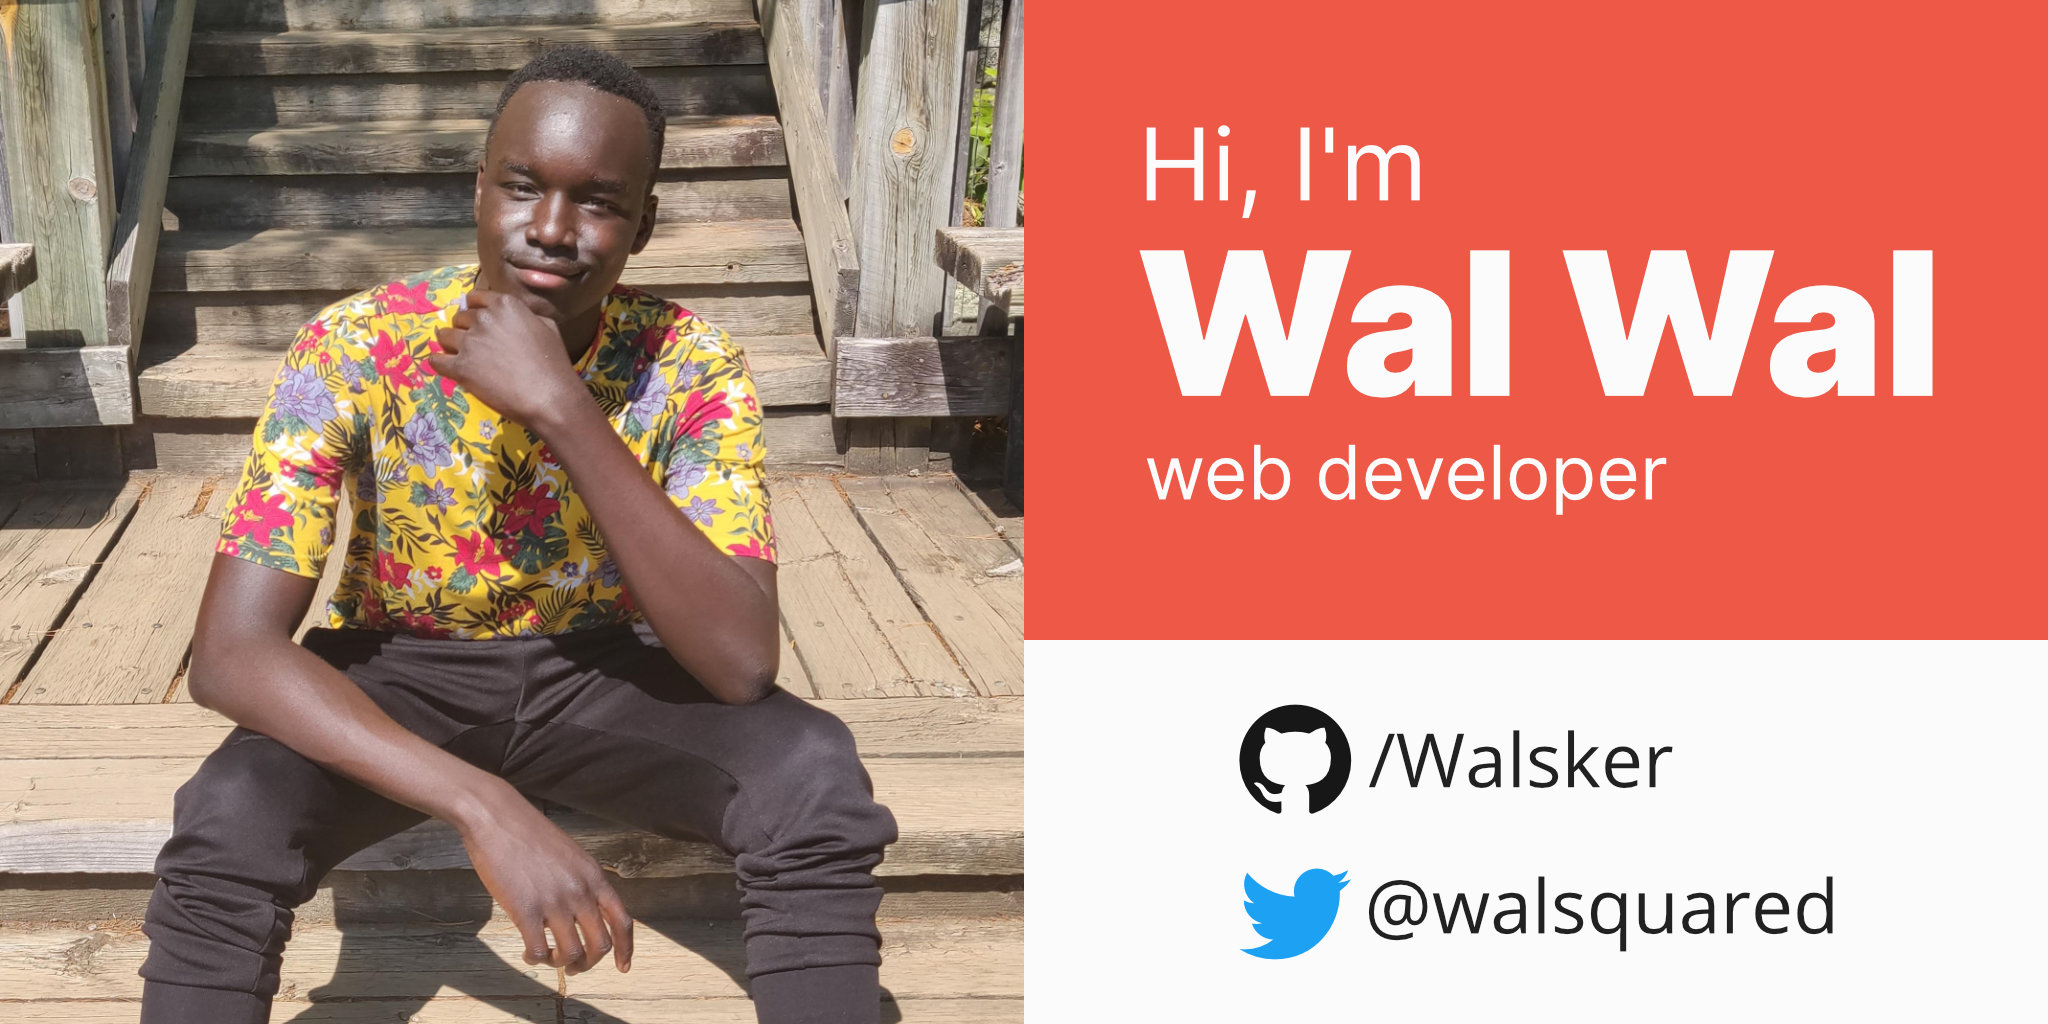 Hi, I'm
Wal Wal
web developer
/Walsker
@walsquared